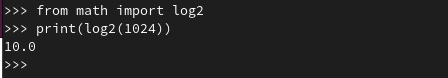 >>> from math import log2
>>> print(log2(1024))
10.0
>>>